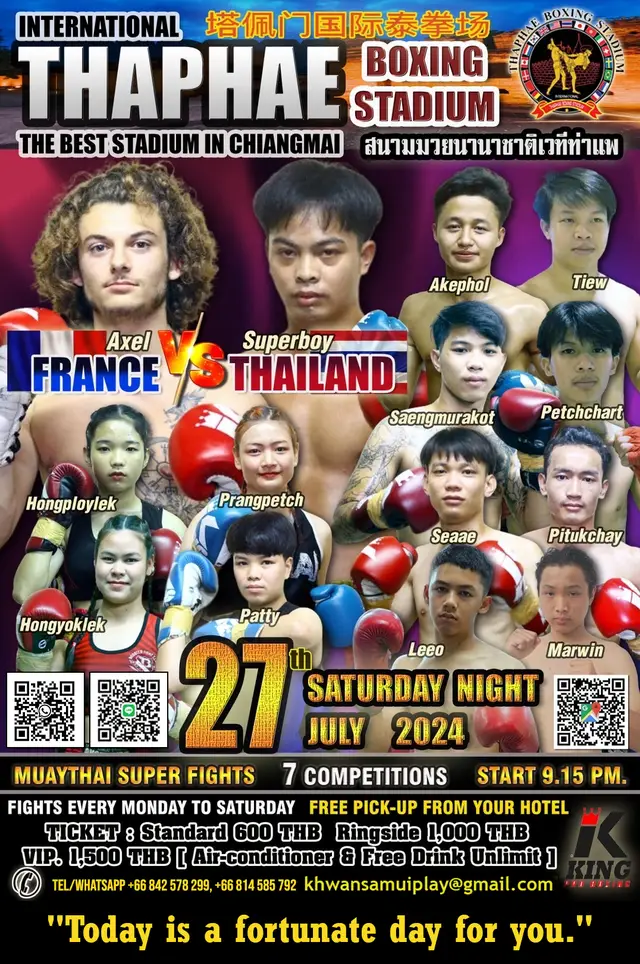 INTERNATIONAL
塔佩门国际泰拳场
THAPHAE
BOXING
STADIUM
THAPHAE BOXING STADIUM
THE BEST STADIUM IN CHIANGMAI
สนามมวยนานาชาติเวทีท่าแพ
Akephol
Tiew
Axel
VS
Superboy
FRANCE
THAILAND
Saengmurakot
Petchchart
Hongploylek
Prangpetch
Seaae
Pitukchay
Hongyoklek
Patty
Leeo
Marwin
27th
SATURDAY NIGHT
JULY 2024
MUAYTHAI SUPER FIGHTS 7 COMPETITIONS START 9.15 PM.
FIGHTS EVERY MONDAY TO SATURDAY FREE PICK-UP FROM YOUR HOTEL
TICKET : Standard 600 THB Ringside 1,000 THB
VIP. 1,500 THB [ Air-conditioner & Free Drink Unlimit ]
K
KING
PRO BOXING
TEL/WHATSAPP +66 842 578 299, +66 814 585 792 khwansamuiplay@gmail.com
"Today is a fortunate day for you."